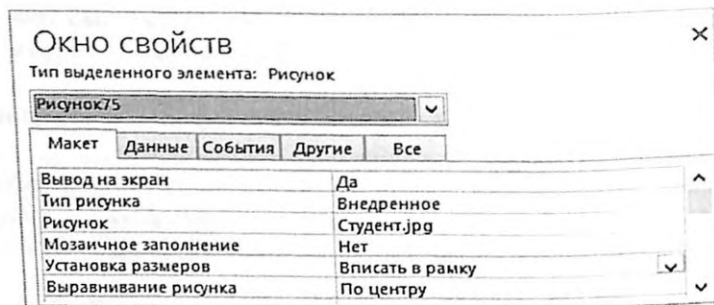 Окно свойств
Тип выделенного элемента: Рисунок
Рисунок75
Макет Данные События Другие Все
Вывод на экран Да
Тип рисунка Внедренное
Рисунок Студент.jpg
Мозаичное заполнение Нет
Установка размеров Вписать в рамку
Выравнивание рисунка По центру